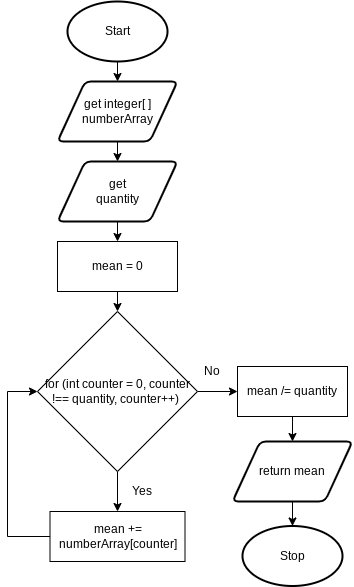 Start
get integer[ ]
numberArray
get
quantity
mean = 0
for (int counter = 0, counter
!== quantity, counter++)
No
mean /= quantity
return mean
Stop
Yes
mean +=
numberArray[counter]